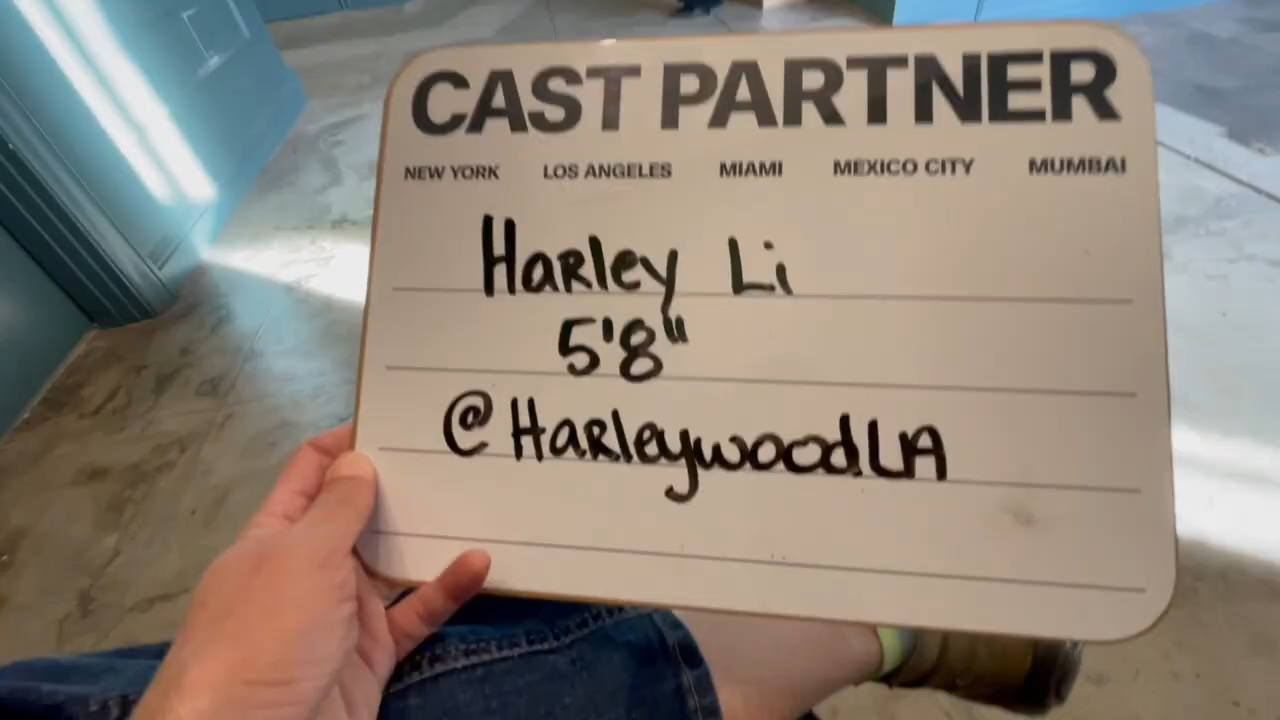 CAST PARTNER
NEW YORK LOS ANGELES MIAMI MEXICO CITY MUMBAI
Harley Li
5'8"
@HarleywoodLA